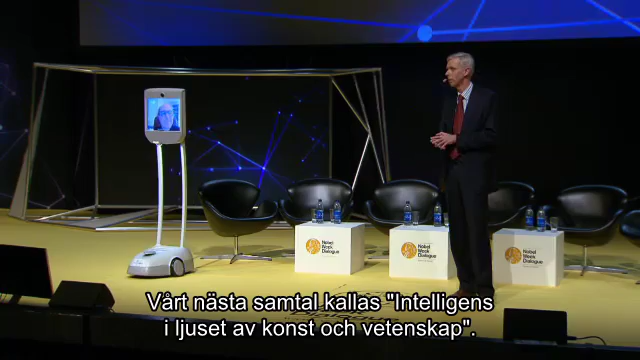 Nobel
Week
Dialogue
Nobel
Week
Dialogue
Nobel
Week
Dialogue
Vårt nästa samtal kallas "Intelligens
i ljuset av konst och vetenskap".